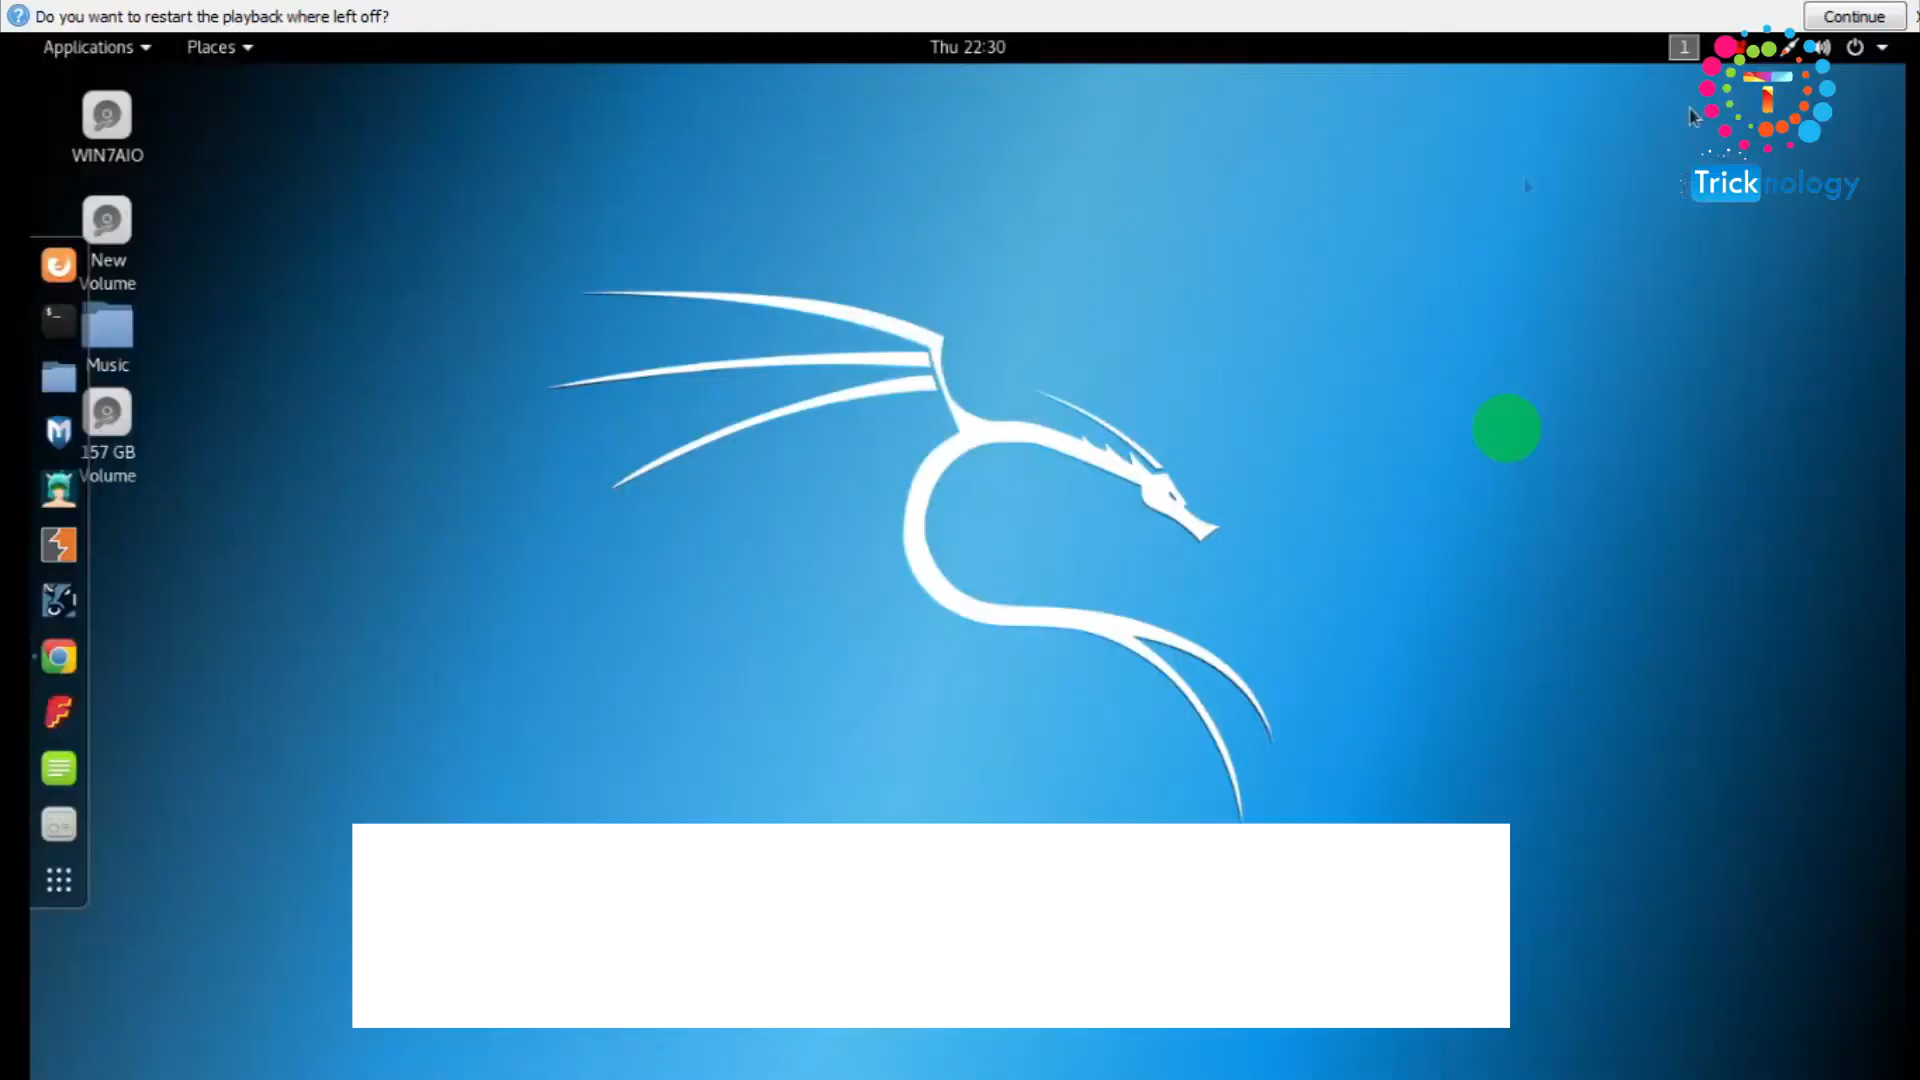 Do you want to restart the playback where left off?
Continue
Applications
Places
Thu 22:30
1
T
Tricknology
WIN7AIO
New
Volume
$_
Music
157 GB
Volume